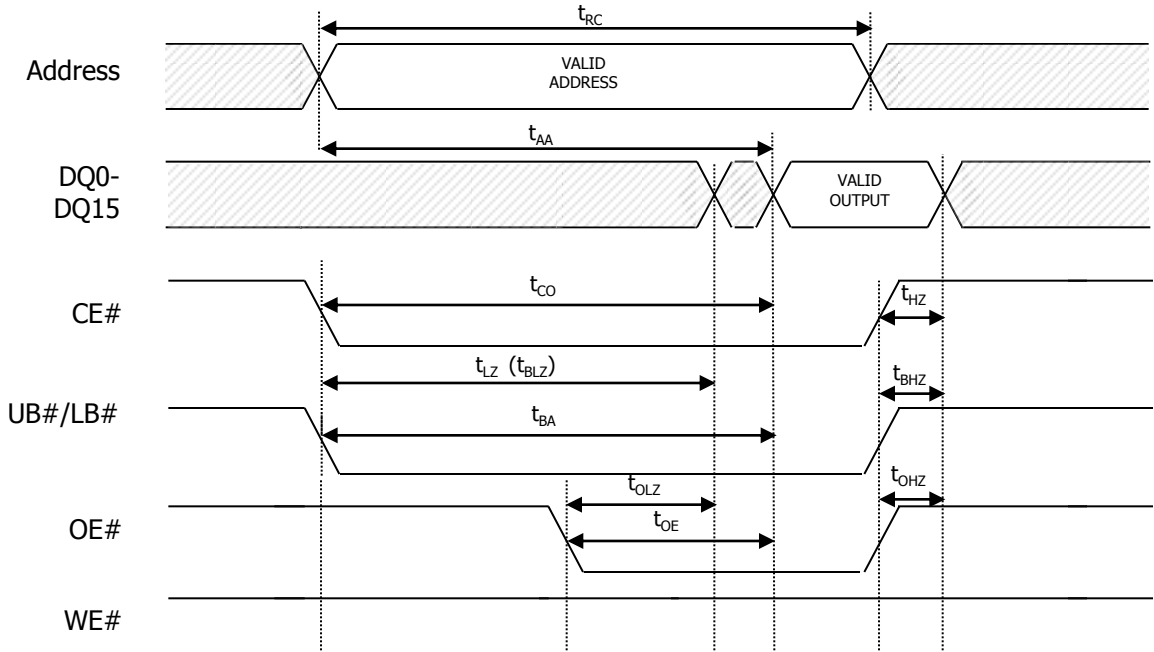 tRC
Address
VALID
ADDRESS
tAA
DQ0-
DQ15
VALID
OUTPUT
tCO
CE#
tHZ
tLZ (tBLZ)
tBHZ
UB#/LB#
tBA
tOLZ
tOHZ
OE#
tOE
WE#